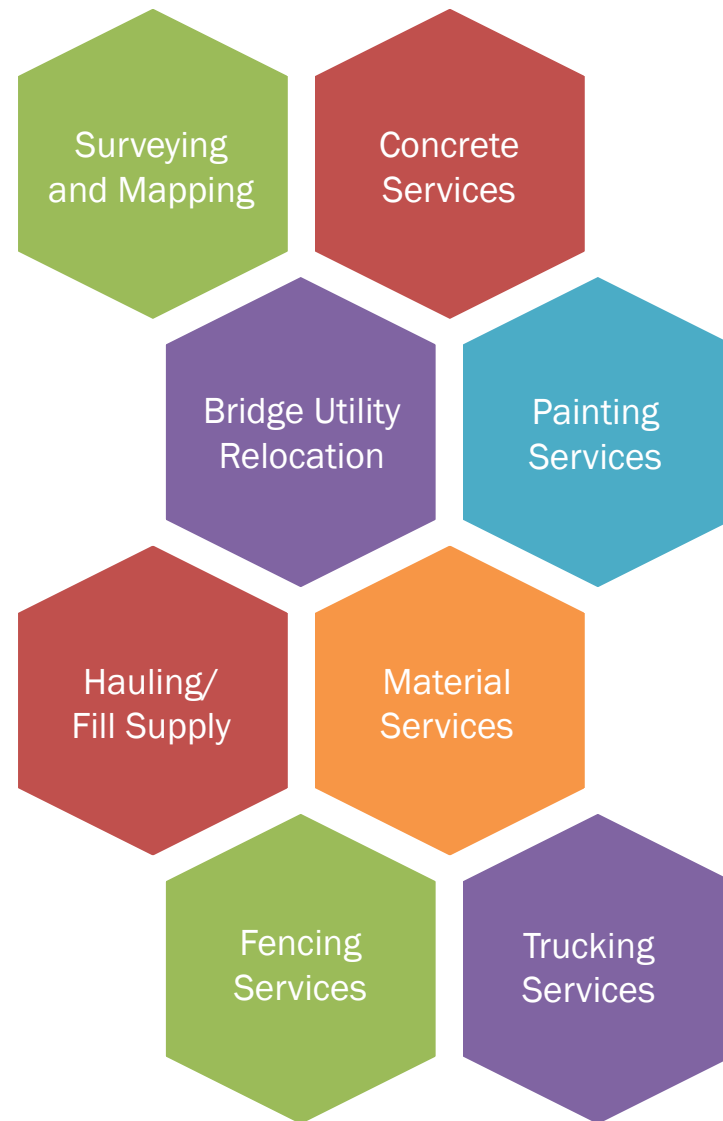 Surveying
and Mapping
Concrete
Services
Bridge Utility
Relocation
Painting
Services
Hauling/
Fill Supply
Material
Services
Fencing
Services
Trucking
Services